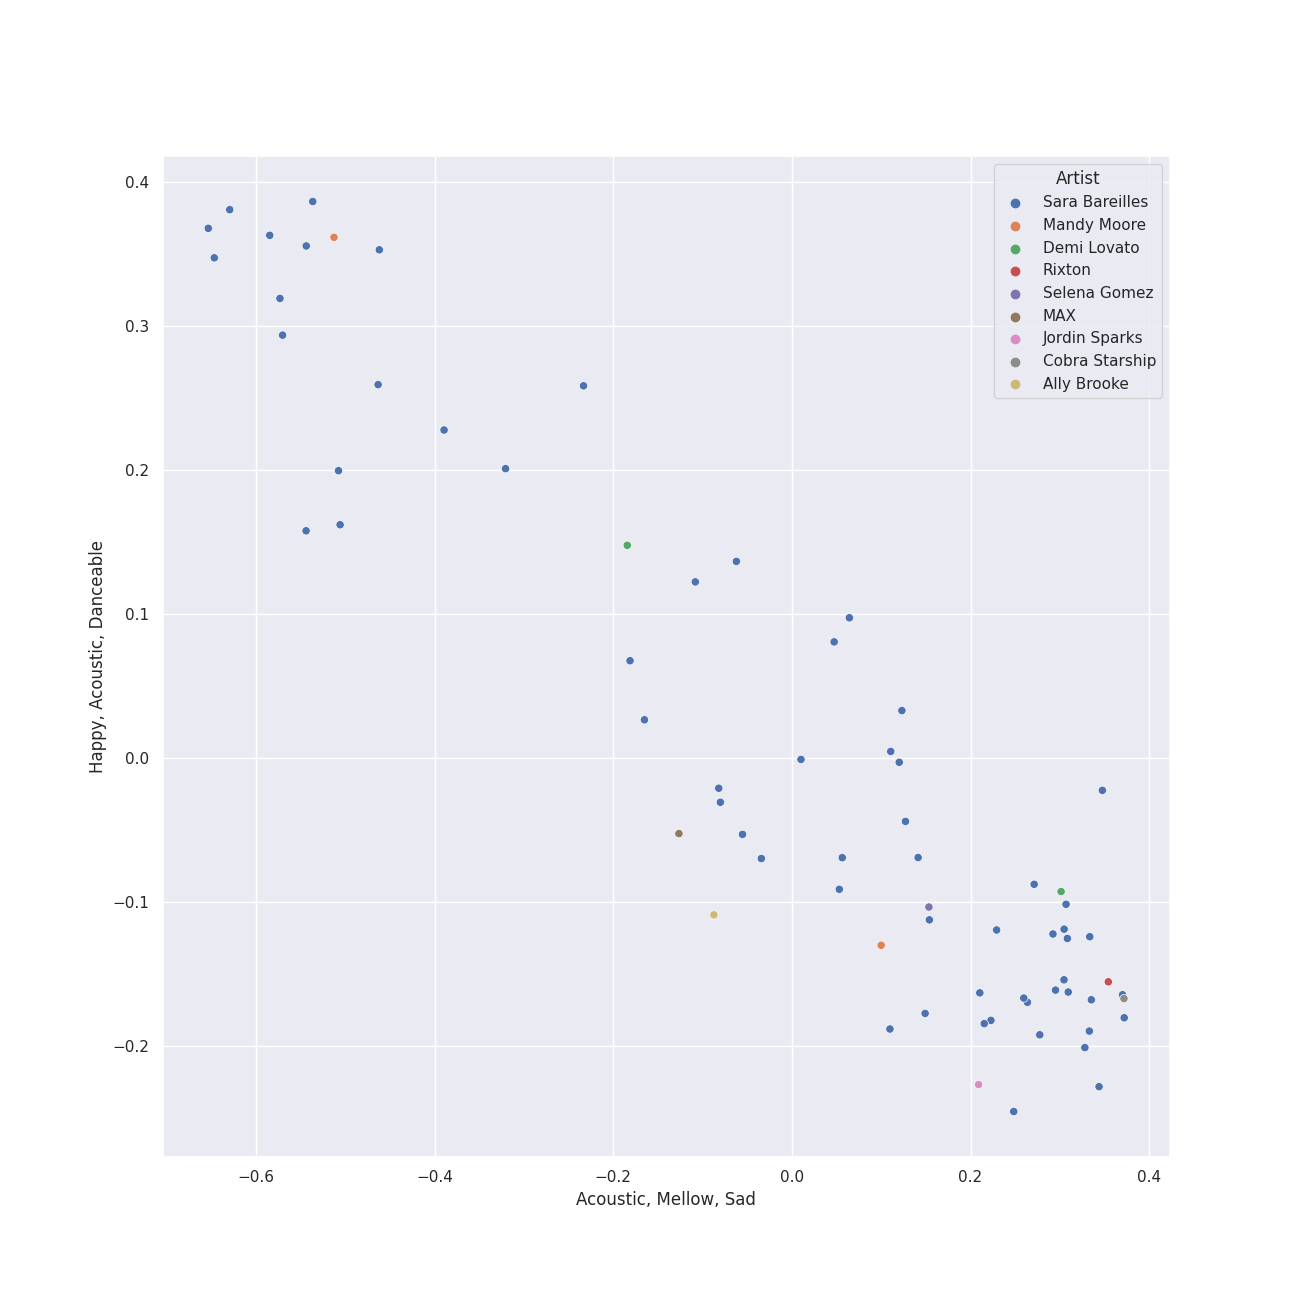 Artist
Sara Bareilles
Mandy Moore
Demi Lovato
Rixton
Selena Gomez
MAX
Jordin Sparks
Cobra Starship
Ally Brooke
0.4
0.3
0.2
0.1
0.0
−0.1
−0.2
Happy, Acoustic, Danceable
−0.6
−0.4
−0.2
0.0
0.2
0.4
Acoustic, Mellow, Sad